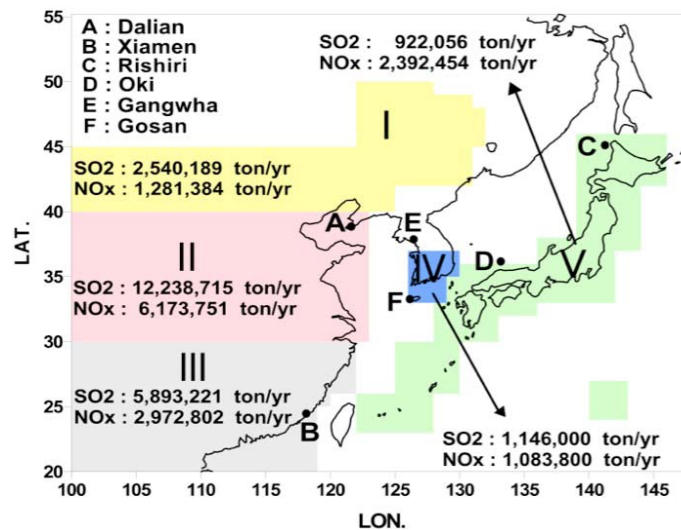 A : Dalian
B : Xiamen
C : Rishiri
D : Oki
E : Gangwha
F : Gosan
SO2 : 922,056 ton/yr
NOx : 2,392,454 ton/yr
I
SO2 : 2,540,189 ton/yr
NOx : 1,281,384 ton/yr
II
SO2 : 12,238,715 ton/yr
NOx : 6,173,751 ton/yr
III
SO2 : 5,893,221 ton/yr
NOx : 2,972,802 ton/yr
A
B
C
D
E
F
IV
V
SO2 : 1,146,000 ton/yr
NOx : 1,083,800 ton/yr
LAT.
55
50
45
40
35
30
25
20
100 105 110 115 120 125 130 135 140 145
LON.